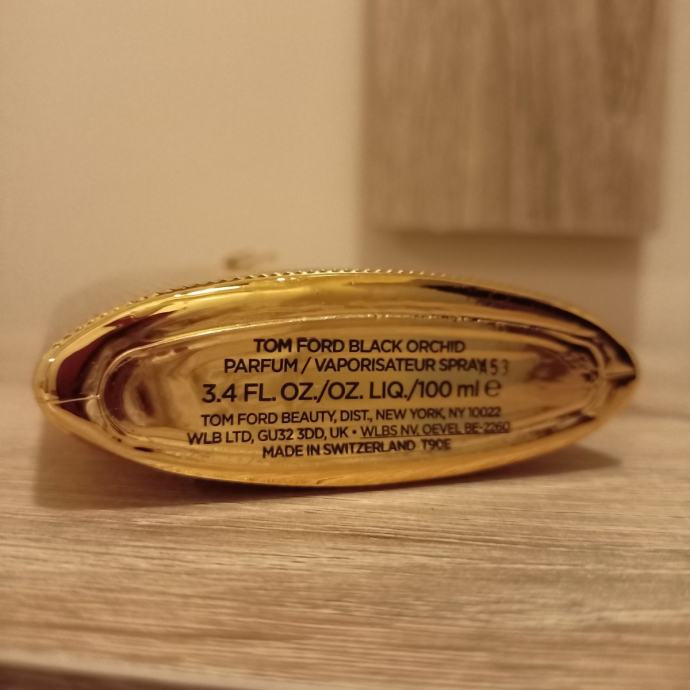 TOM FORD BLACK ORCHID
PARFUM / VAPORISATEUR SPRAY A53
3.4 FL. OZ./OZ. LIQ./100 ml ℮
TOM FORD BEAUTY, DIST., NEW YORK, NY 10022
WLB LTD, GU32 3DD, UK • WLBS NV. OEVEL BE-2260
MADE IN SWITZERLAND T90E